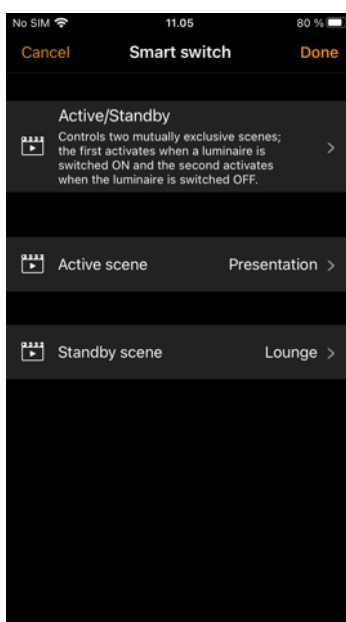 No SIM 11.05 80 %
Cancel Smart switch Done
Active/Standby
Controls two mutually exclusive scenes;
the first activates when a luminaire is
switched ON and the second activates
when the luminaire is switched OFF.
Active scene Presentation
Standby scene Lounge